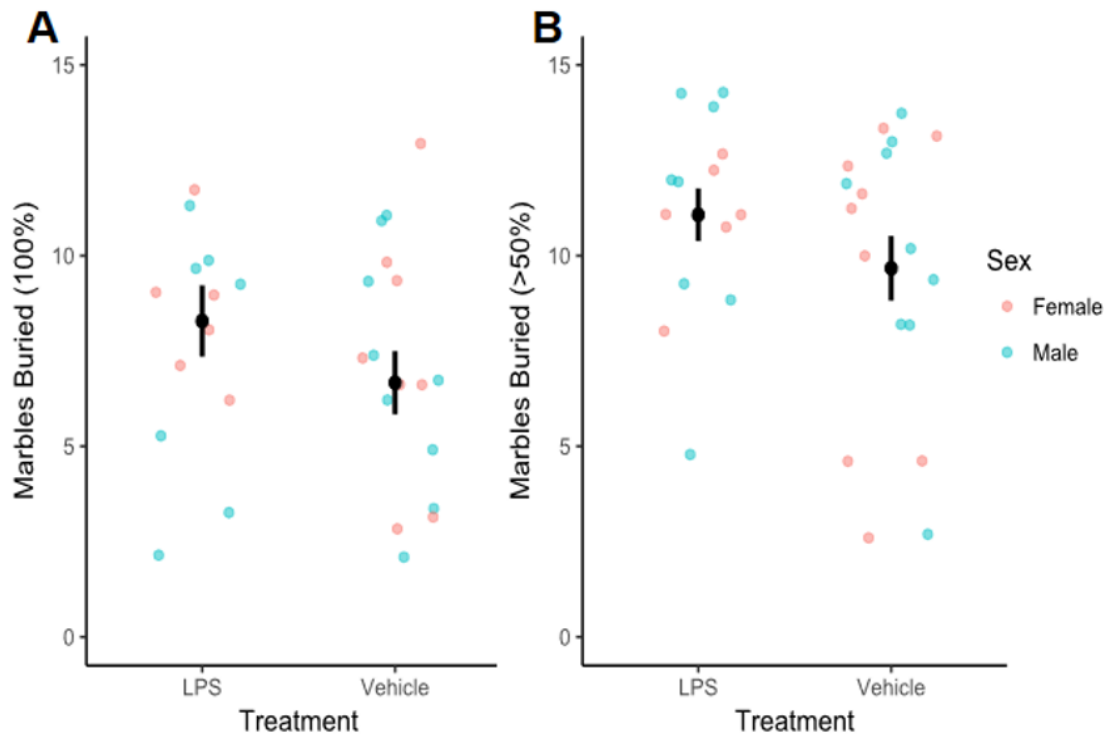 A
Marbles Buried (100%)
15
10
5
0
LPS Vehicle
Treatment
B
Marbles Buried (>50%)
15
10
5
0
LPS Vehicle
Treatment
Sex
Female
Male